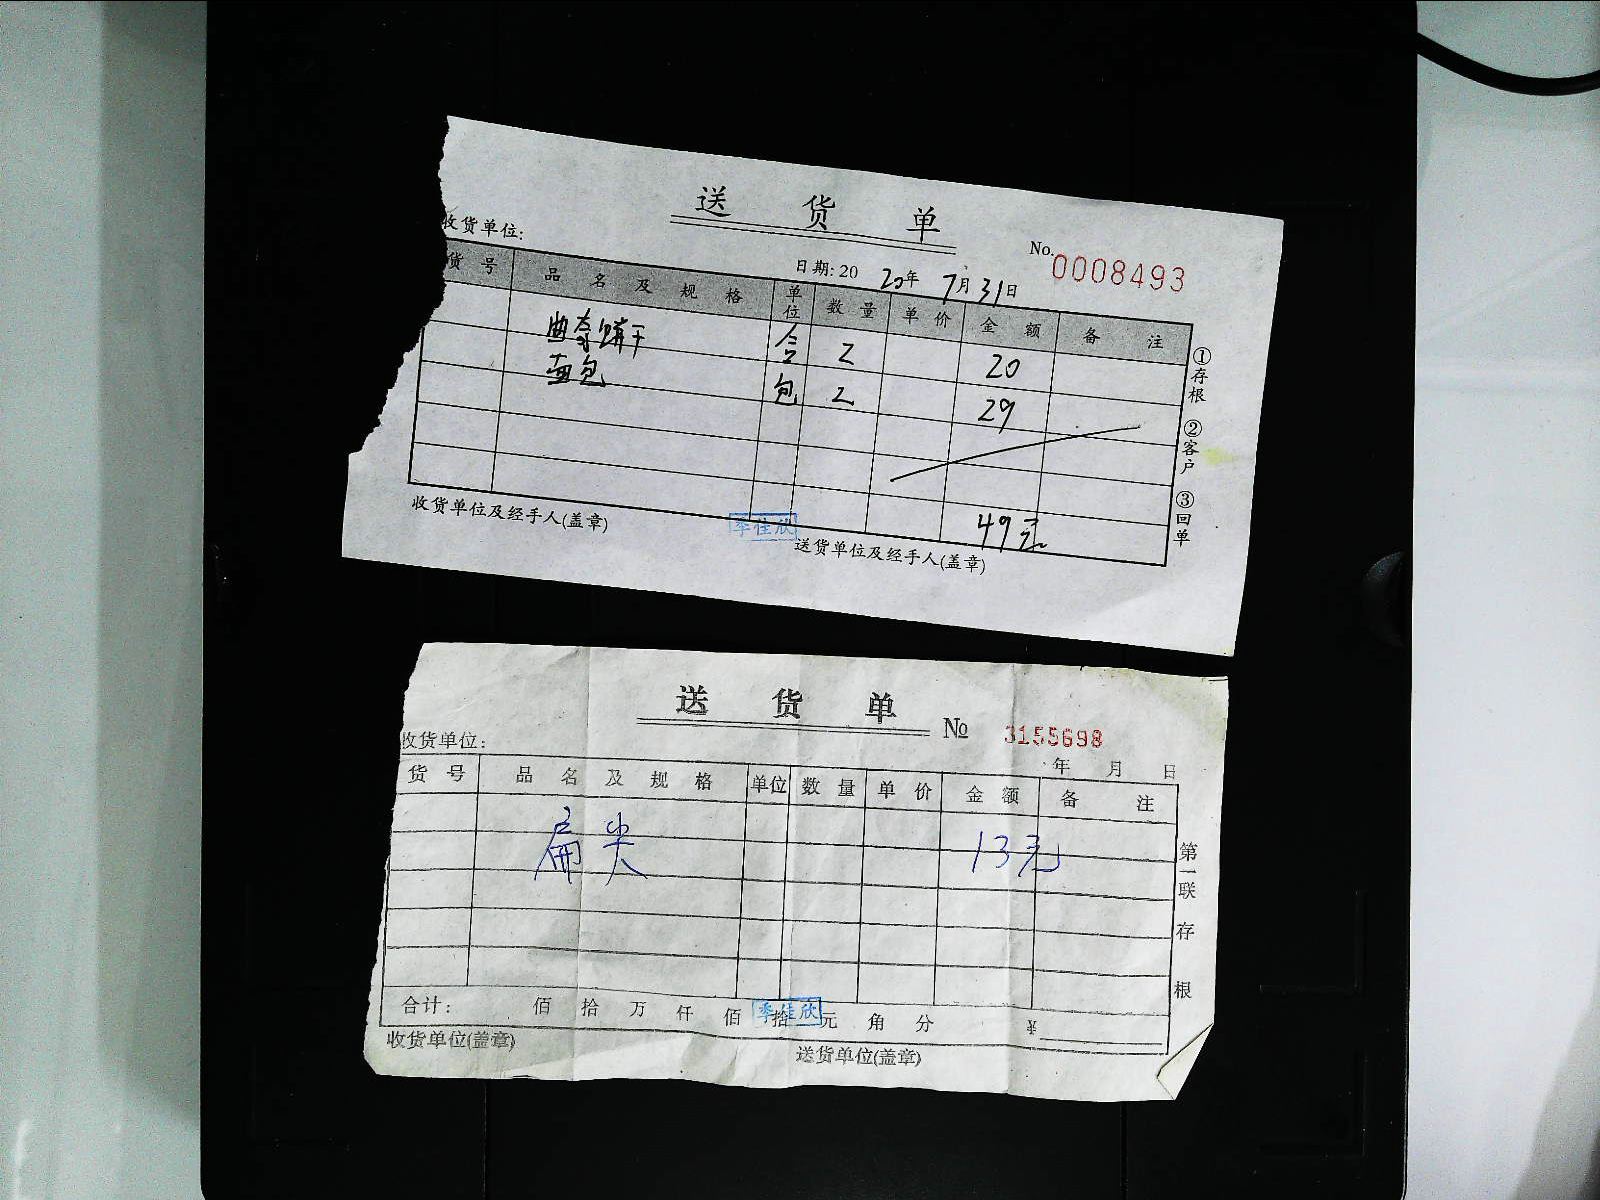 送 货 单
收货单位:
No. 0008493
日期: 20 20年 7月 31日
货 号 品 名 及 规 格 单位 数 量 单 价 金 额 备 注
曲奇饼干 合 2 20
面包 包 2 29
49元
①存根 ②客户 ③回单
收货单位及经手人(盖章)
季佳欣
送货单位及经手人(盖章)
送 货 单
№ 3155698
收货单位:
年 月 日
货 号 品 名 及 规 格 单位 数 量 单 价 金 额 备 注
扁尖 13元
第一联 存根
合计: 佰 拾 万 仟 佰 拾 元 角 分 ¥
季佳欣
收货单位(盖章)
送货单位(盖章)